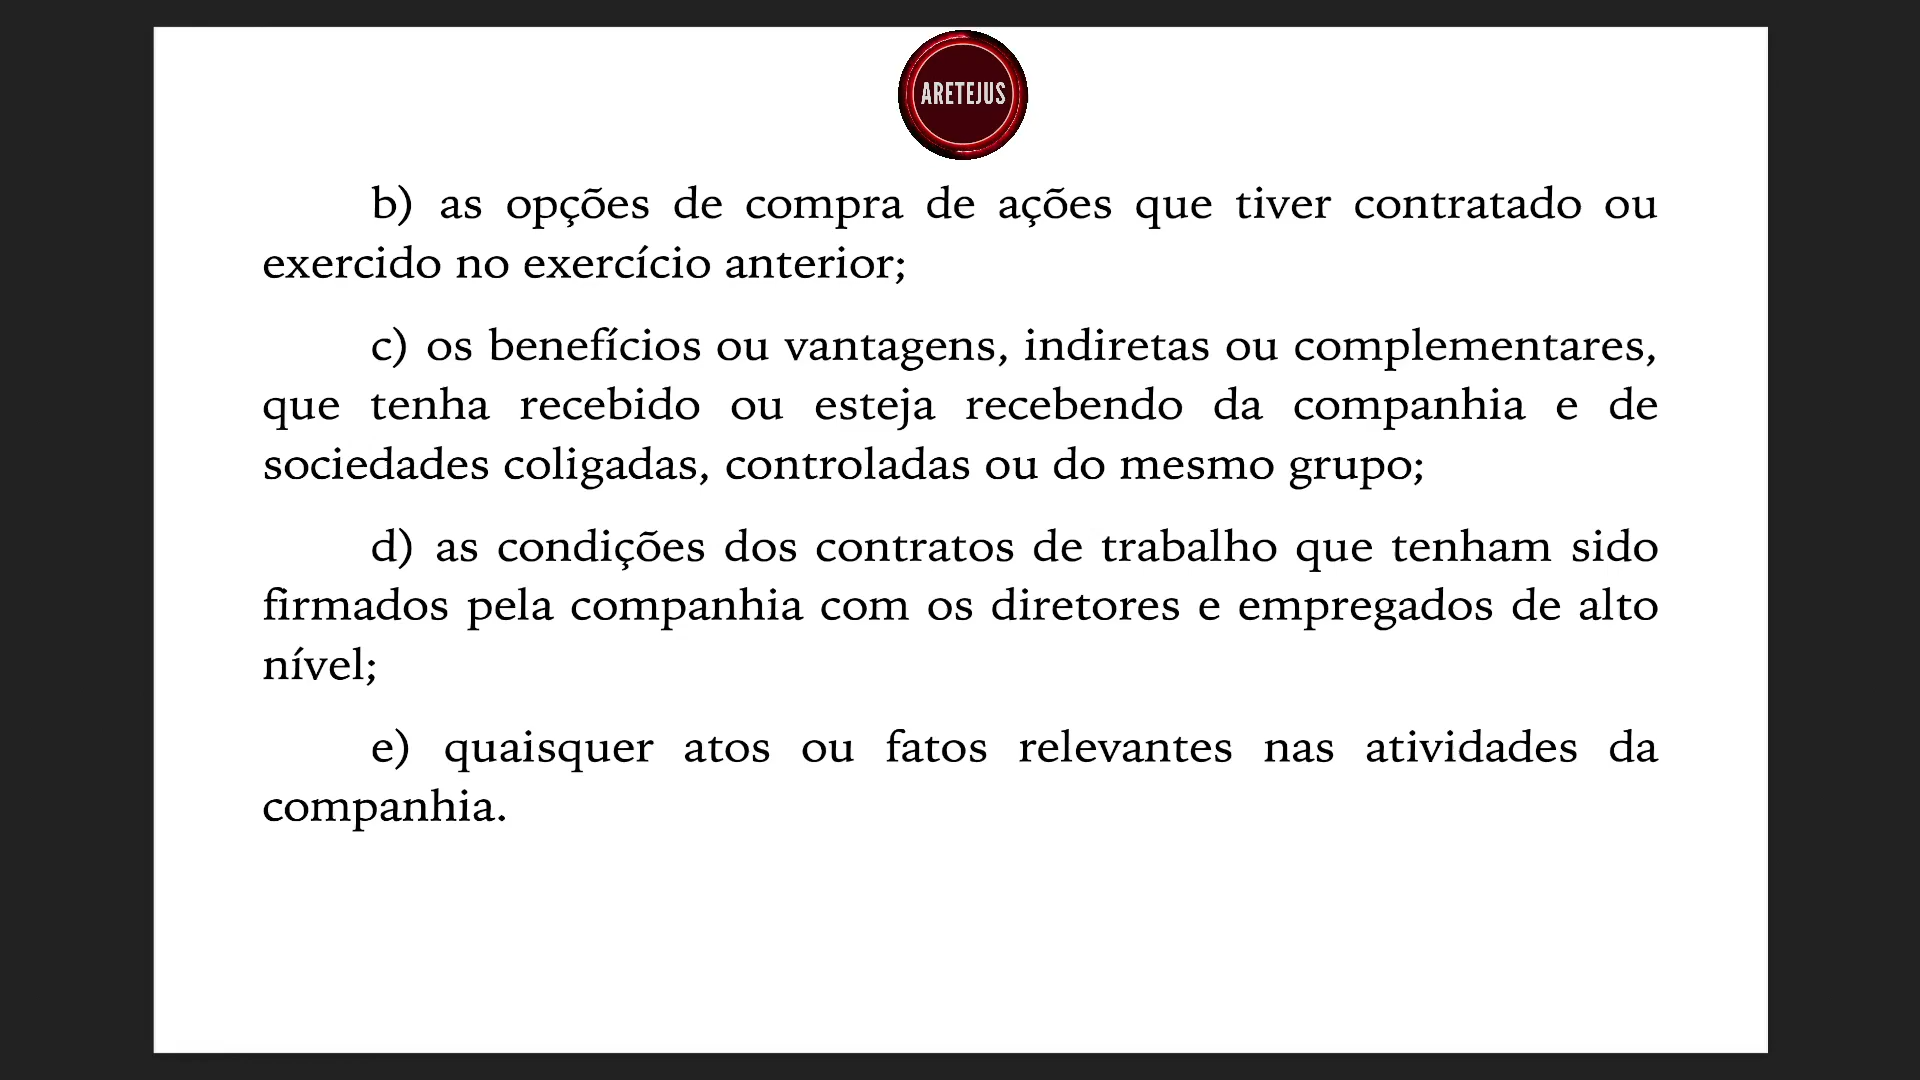 ARETEJUS
b) as opções de compra de ações que tiver contratado ou
exercido no exercício anterior;
c) os benefícios ou vantagens, indiretas ou complementares,
que tenha recebido ou esteja recebendo da companhia e de
sociedades coligadas, controladas ou do mesmo grupo;
d) as condições dos contratos de trabalho que tenham sido
firmados pela companhia com os diretores e empregados de alto
nível;
e) quaisquer atos ou fatos relevantes nas atividades da
companhia.